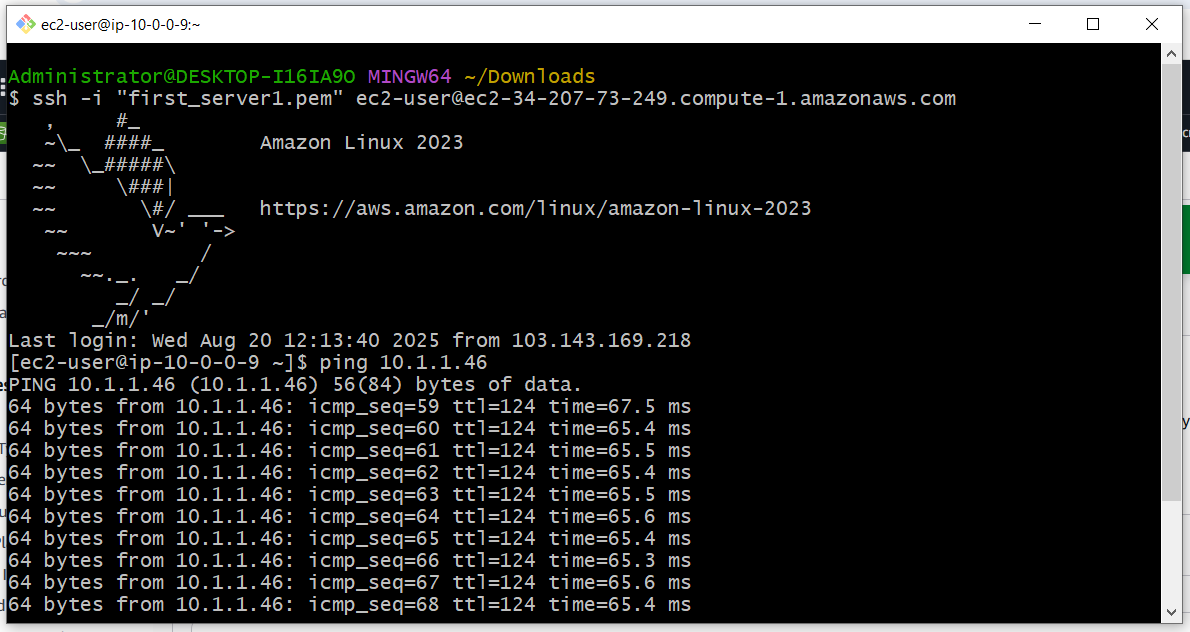 ec2-user@ip-10-0-0-9:~
Administrator@DESKTOP-I16IA9O MINGW64 ~/Downloads
$ ssh -i "first_server1.pem" ec2-user@ec2-34-207-73-249.compute-1.amazonaws.com
   ,     #_
   ~\_  ####_        Amazon Linux 2023
  ~~  \_#####\
  ~~     \###|
  ~~       \#/ ___   https://aws.amazon.com/linux/amazon-linux-2023
   ~~       V~' '->
    ~~~         /
      ~~._.   _/
         _/ _/
       _/m/'
Last login: Wed Aug 20 12:13:40 2025 from 103.143.169.218
[ec2-user@ip-10-0-0-9 ~]$ ping 10.1.1.46
PING 10.1.1.46 (10.1.1.46) 56(84) bytes of data.
64 bytes from 10.1.1.46: icmp_seq=59 ttl=124 time=67.5 ms
64 bytes from 10.1.1.46: icmp_seq=60 ttl=124 time=65.4 ms
64 bytes from 10.1.1.46: icmp_seq=61 ttl=124 time=65.5 ms
64 bytes from 10.1.1.46: icmp_seq=62 ttl=124 time=65.4 ms
64 bytes from 10.1.1.46: icmp_seq=63 ttl=124 time=65.5 ms
64 bytes from 10.1.1.46: icmp_seq=64 ttl=124 time=65.6 ms
64 bytes from 10.1.1.46: icmp_seq=65 ttl=124 time=65.4 ms
64 bytes from 10.1.1.46: icmp_seq=66 ttl=124 time=65.3 ms
64 bytes from 10.1.1.46: icmp_seq=67 ttl=124 time=65.6 ms
64 bytes from 10.1.1.46: icmp_seq=68 ttl=124 time=65.4 ms